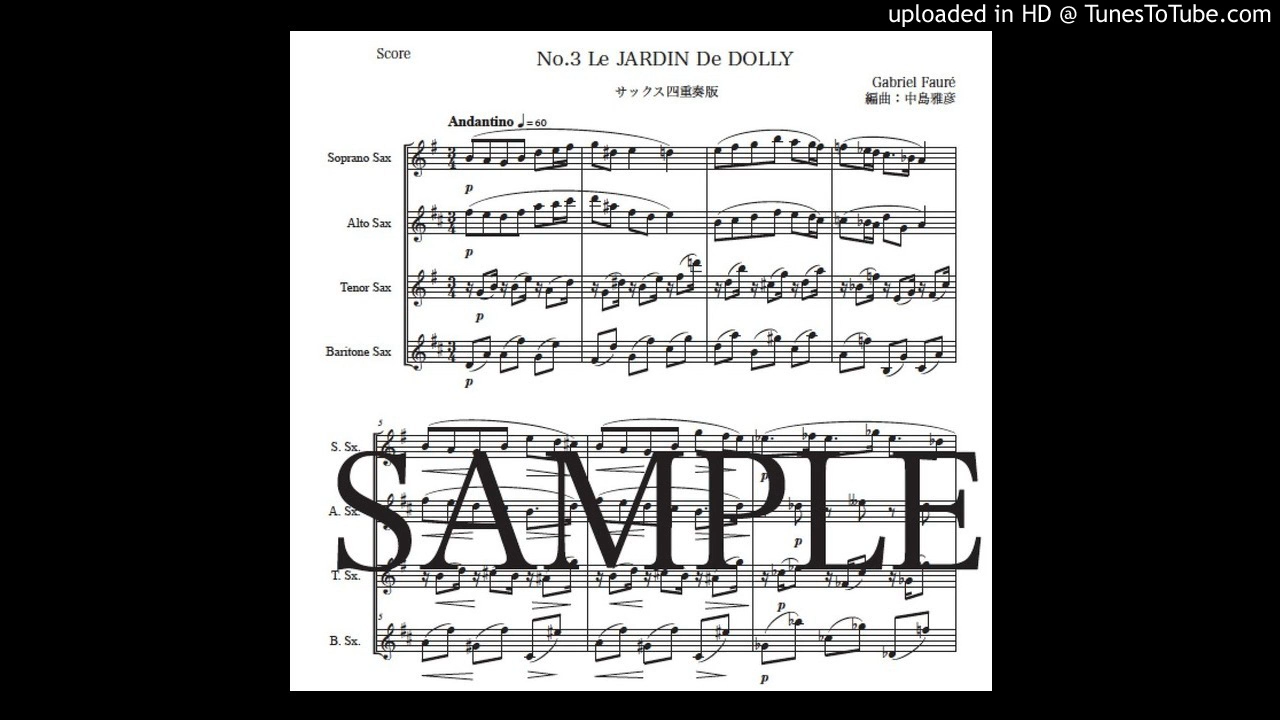 uploaded in HD @ TunesToTube.com
Score
No.3 Le JARDIN De DOLLY
サックス四重奏版
Gabriel Fauré
編曲：中島雅彦
Andantino ♩=60
Soprano Sax
p
Alto Sax
p
Tenor Sax
p
Baritone Sax
p
5
S. Sx.
p
A. Sx.
p
T. Sx.
p
5
B. Sx.
p
SAMPLE